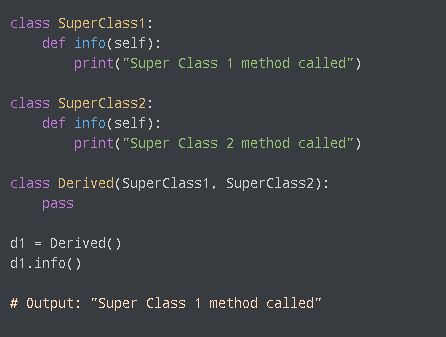 class SuperClass1:
    def info(self):
        print("Super Class 1 method called")
class SuperClass2:
    def info(self):
        print("Super Class 2 method called")
class Derived(SuperClass1, SuperClass2):
    pass
d1 = Derived()
d1.info()
# Output: "Super Class 1 method called"